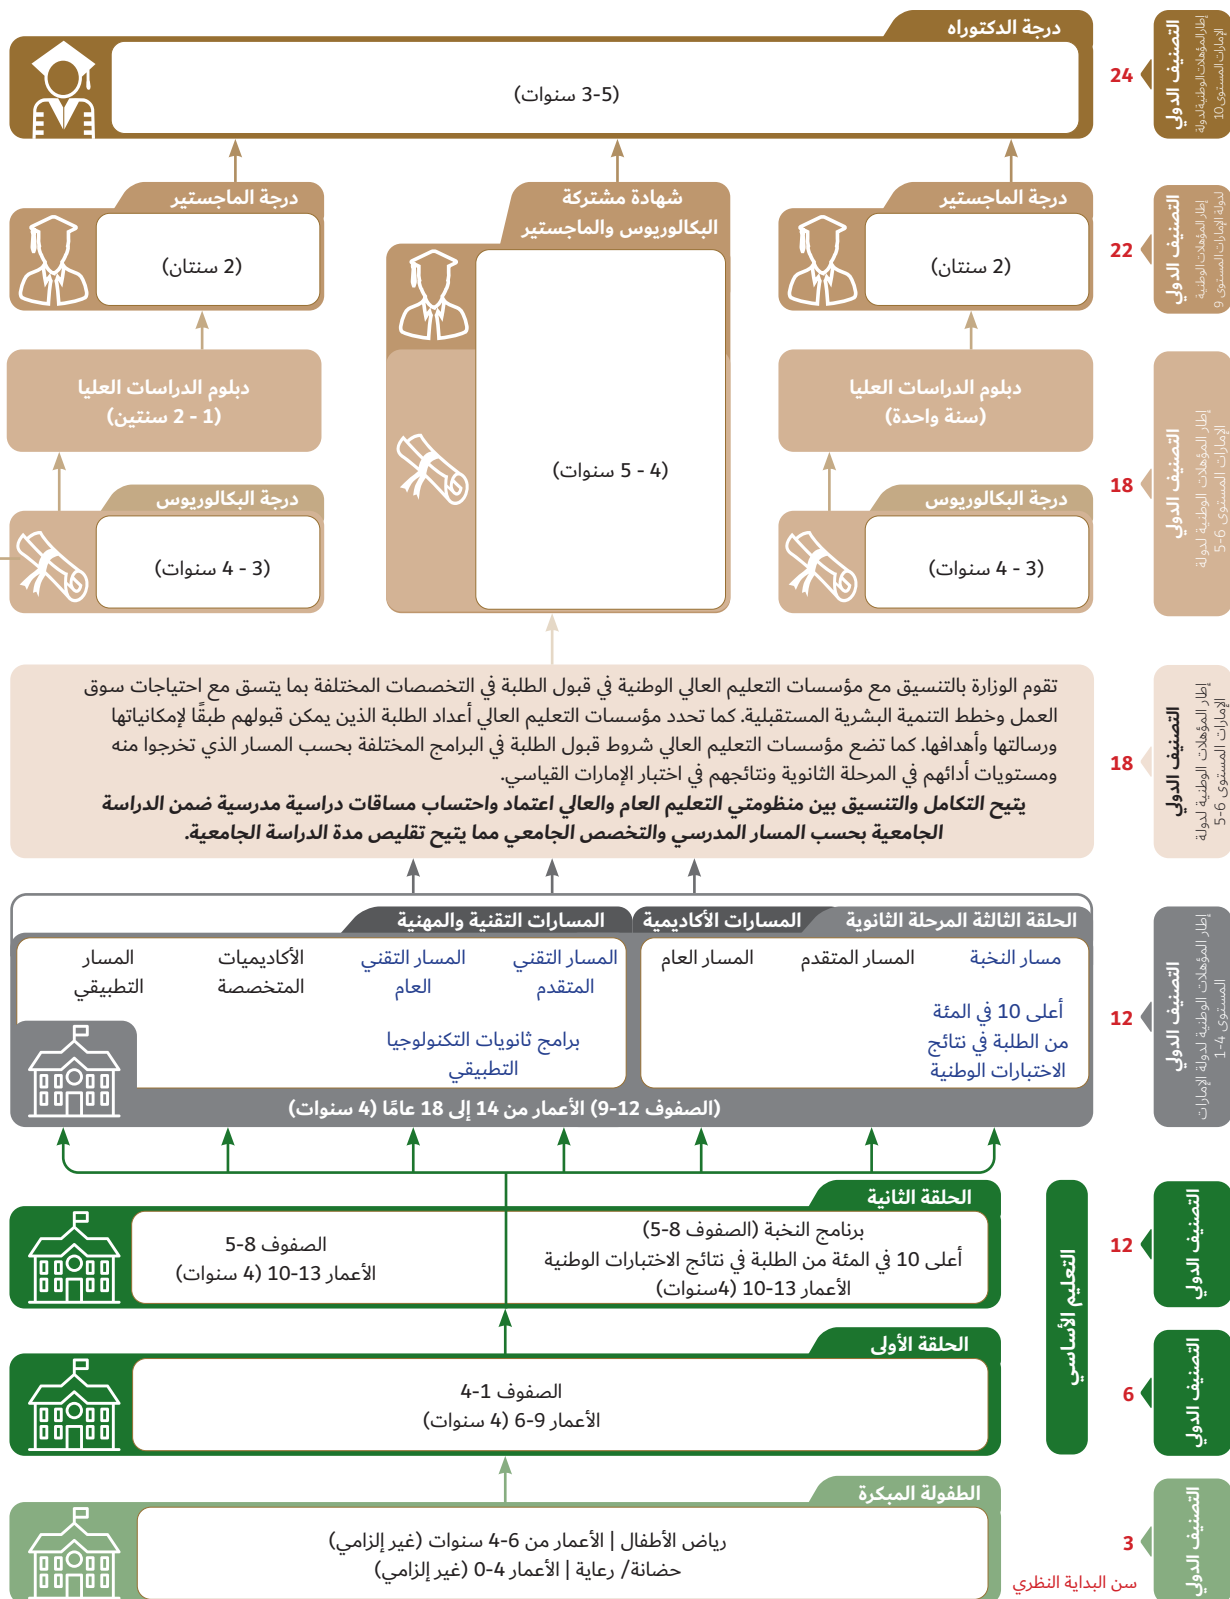 درجة الدكتوراه
(3-5 سنوات)
24
التصنيف الدولي
إطار المؤهلات الوطنية لدولة
الإمارات المستوى 10
درجة الماجستير
(2 سنتان)
شهادة مشتركة
البكالوريوس والماجستير
(4 - 5 سنوات)
درجة الماجستير
(2 سنتان)
22
التصنيف الدولي
إطار المؤهلات الوطنية
لدولة الإمارات المستوى 9
دبلوم الدراسات العليا
(سنة واحدة)
دبلوم الدراسات العليا
(1 - 2 سنتين)
درجة البكالوريوس
(3 - 4 سنوات)
درجة البكالوريوس
(3 - 4 سنوات)
18
التصنيف الدولي
إطار المؤهلات الوطنية لدولة
الإمارات المستوى 6-5
تقوم الوزارة بالتنسيق مع مؤسسات التعليم العالي الوطنية في قبول الطلبة في التخصصات المختلفة بما يتسق مع احتياجات سوق
العمل وخطط التنمية البشرية المستقبلية. كما تحدد مؤسسات التعليم العالي أعداد الطلبة الذين يمكن قبولهم طبقًا لإمكانياتها
ورسالتها وأهدافها. كما تضع مؤسسات التعليم العالي شروط قبول الطلبة في البرامج المختلفة بحسب المسار الذي تخرجوا منه
ومستويات أدائهم في المرحلة الثانوية ونتائجهم في اختبار الإمارات القياسي.
يتيح التكامل والتنسيق بين منظومتي التعليم العام والعالي اعتماد واحتساب مساقات دراسية مدرسية ضمن الدراسة
الجامعية بحسب المسار المدرسي والتخصص الجامعي مما يتيح تقليص مدة الدراسة الجامعية.
18
التصنيف الدولي
إطار المؤهلات الوطنية لدولة
الإمارات المستوى 6-5
الحلقة الثالثة المرحلة الثانوية
المسارات الأكاديمية
المسارات التقنية والمهنية
مسار النخبة
أعلى 10 في المئة
من الطلبة في نتائج
الاختبارات الوطنية
المسار المتقدم
المسار العام
المسار التقني
المتقدم
المسار التقني
العام
برامج ثانويات التكنولوجيا
التطبيقي
الأكاديميات
المتخصصة
المسار
التطبيقي
(الصفوف 12-9) الأعمار من 14 إلى 18 عامًا (4 سنوات)
12
التصنيف الدولي
إطار المؤهلات الوطنية لدولة الإمارات
المستوى 4-1
التعليم الأساسي
الحلقة الثانية
برنامج النخبة (الصفوف 8-5)
أعلى 10 في المئة من الطلبة في نتائج الاختبارات الوطنية
الأعمار 13-10 (4سنوات)
الصفوف 8-5
الأعمار 13-10 (4 سنوات)
12
التصنيف الدولي
الحلقة الأولى
الصفوف 1-4
الأعمار 9-6 (4 سنوات)
6
التصنيف الدولي
الطفولة المبكرة
رياض الأطفال | الأعمار من 6-4 سنوات (غير إلزامي)
حضانة/ رعاية | الأعمار 4-0 (غير إلزامي)
3
سن البداية النظري
التصنيف الدولي